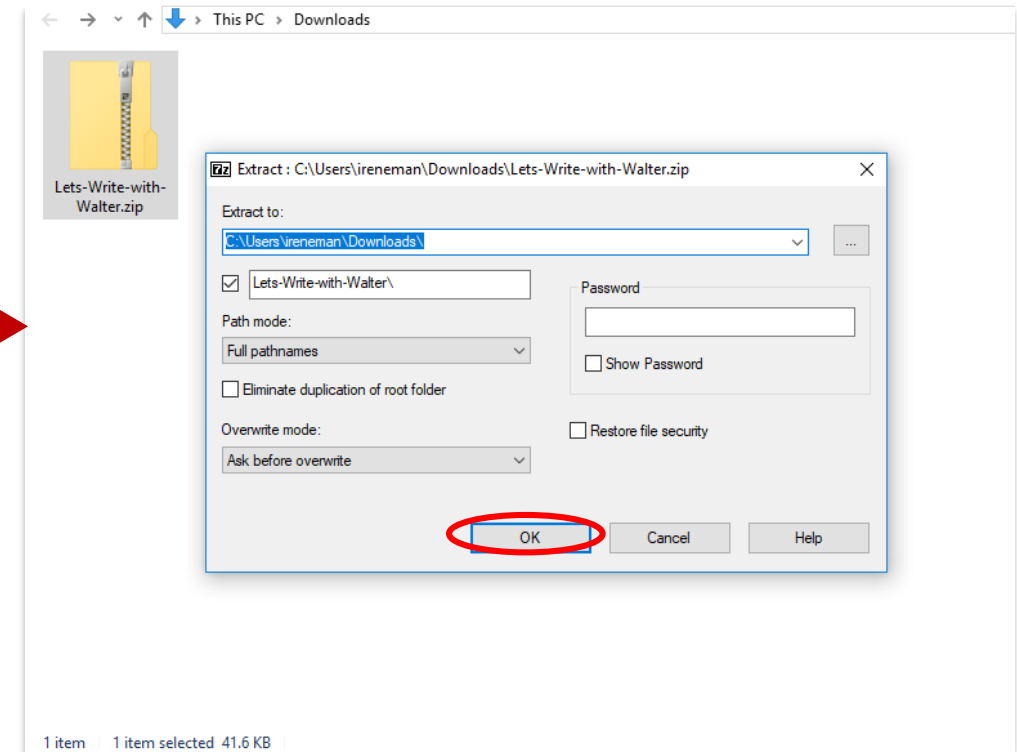 This PC > Downloads
Lets-Write-with-
Walter.zip
7z Extract : C:\Users\ireneman\Downloads\Lets-Write-with-Walter.zip
Extract to:
C:\Users\ireneman\Downloads\
...
Lets-Write-with-Walter\
Password
Path mode:
Full pathnames
Show Password
Eliminate duplication of root folder
Overwrite mode:
Restore file security
Ask before overwrite
OK Cancel Help
1 item 1 item selected 41.6 KB